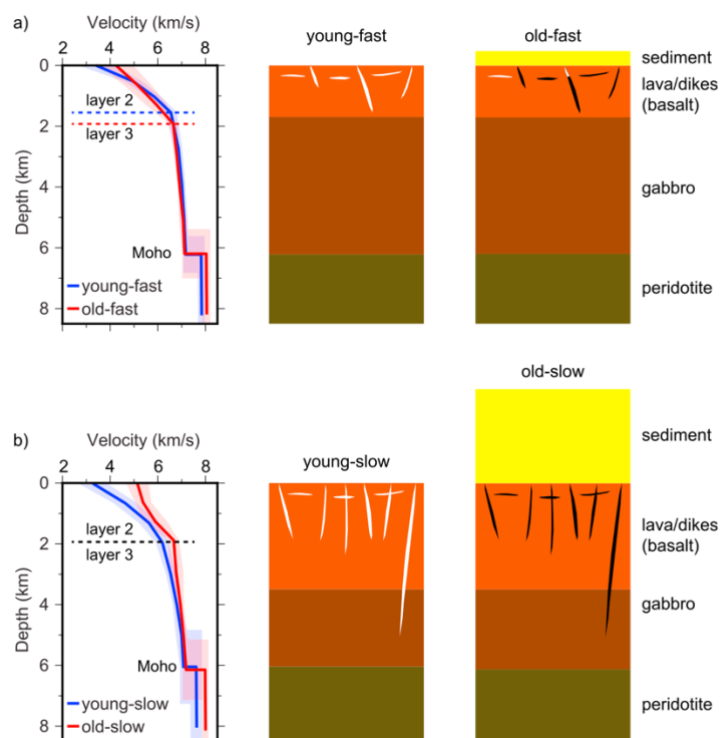 a)
Velocity (km/s)
2 4 6 8
young-fast
old-fast
sediment
lava/dikes
(basalt)
gabbro
peridotite
0
2
4
6
8
Depth (km)
layer 2
layer 3
Moho
young-fast
old-fast
b)
Velocity (km/s)
2 4 6 8
young-slow
old-slow
sediment
lava/dikes
(basalt)
gabbro
peridotite
0
2
4
6
8
Depth (km)
layer 2
layer 3
Moho
young-slow
old-slow